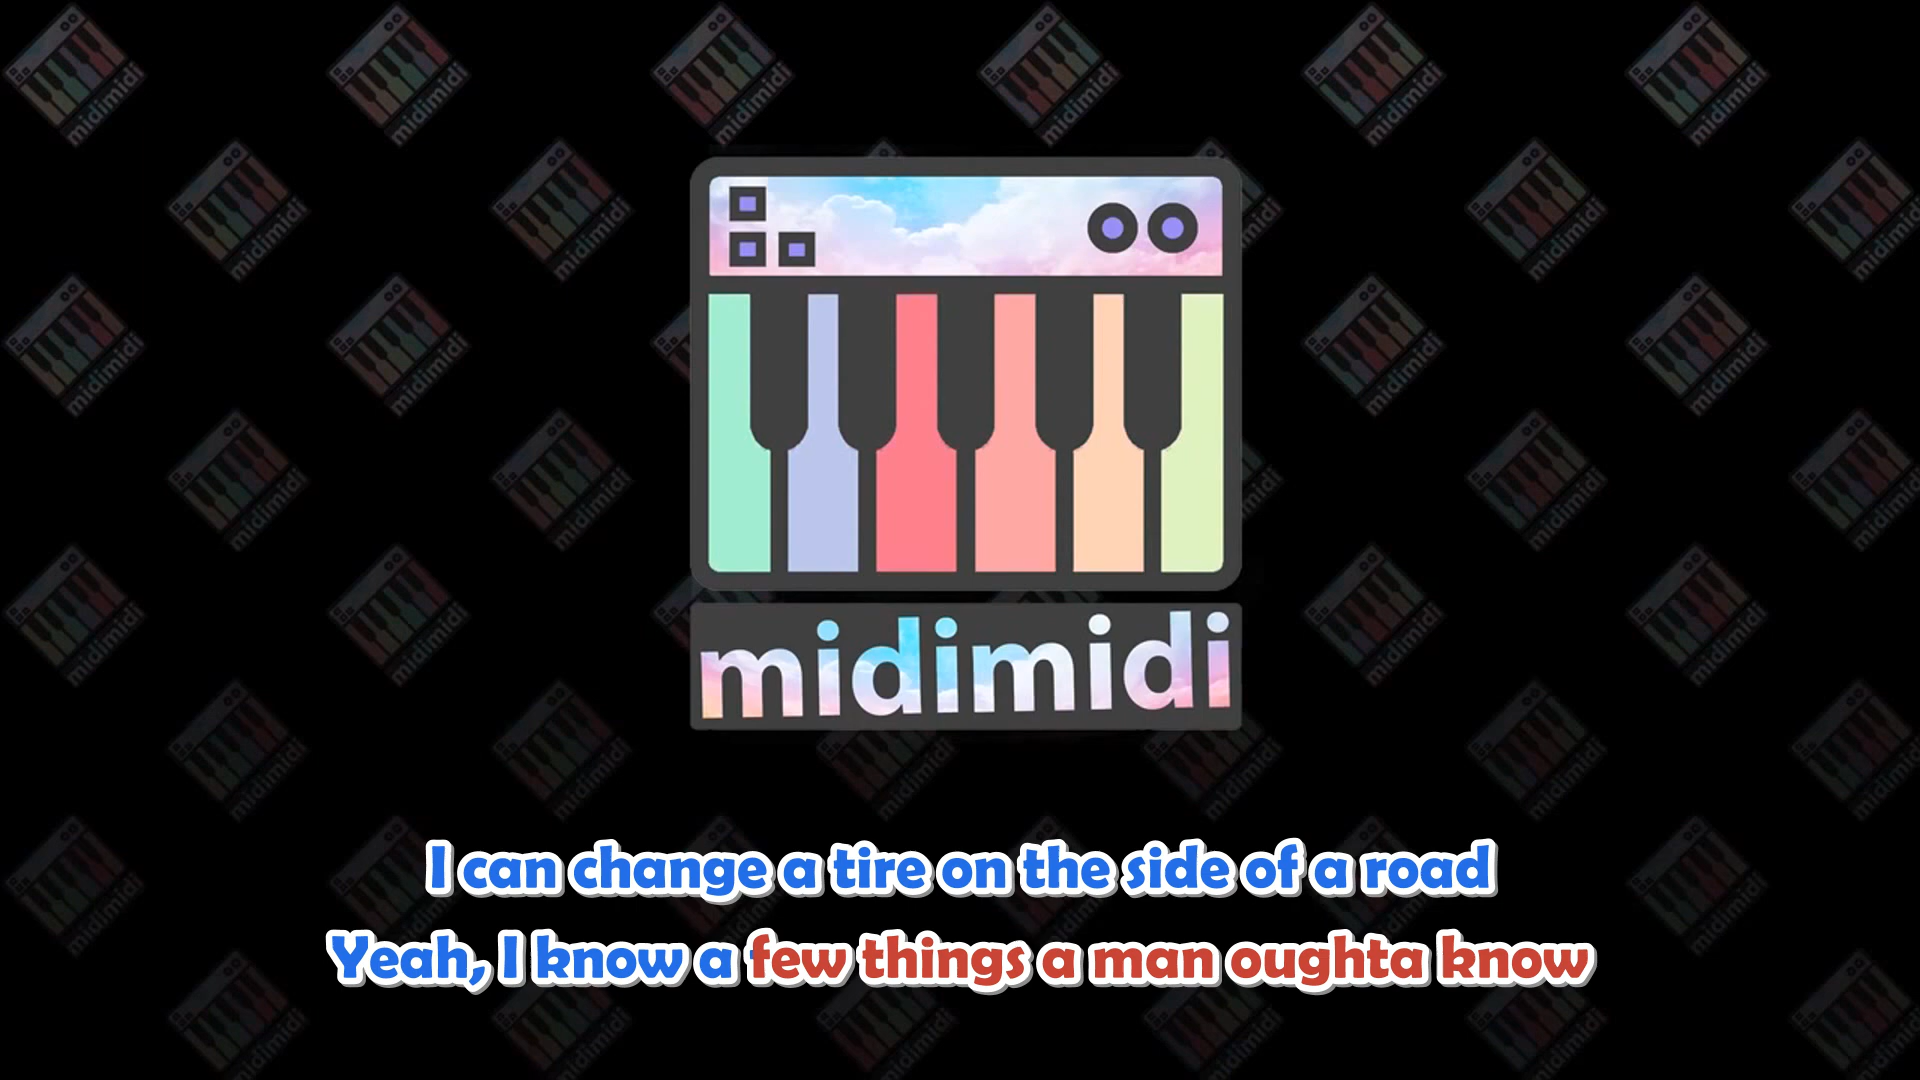 midimidi
I can change a tire on the side of a road
Yeah, I know a few things a man oughta know